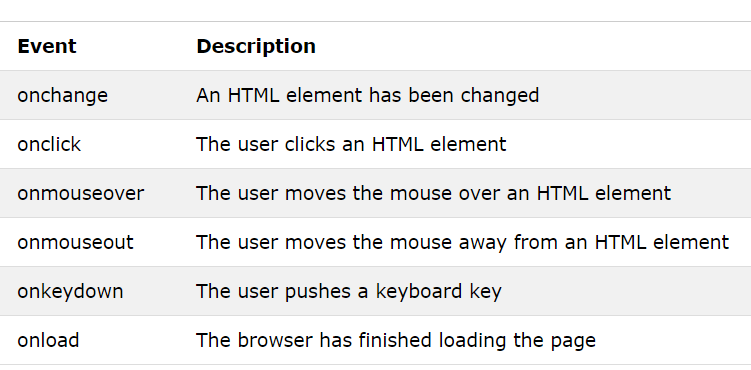 Event Description
onchange An HTML element has been changed
onclick The user clicks an HTML element
onmouseover The user moves the mouse over an HTML element
onmouseout The user moves the mouse away from an HTML element
onkeydown The user pushes a keyboard key
onload The browser has finished loading the page